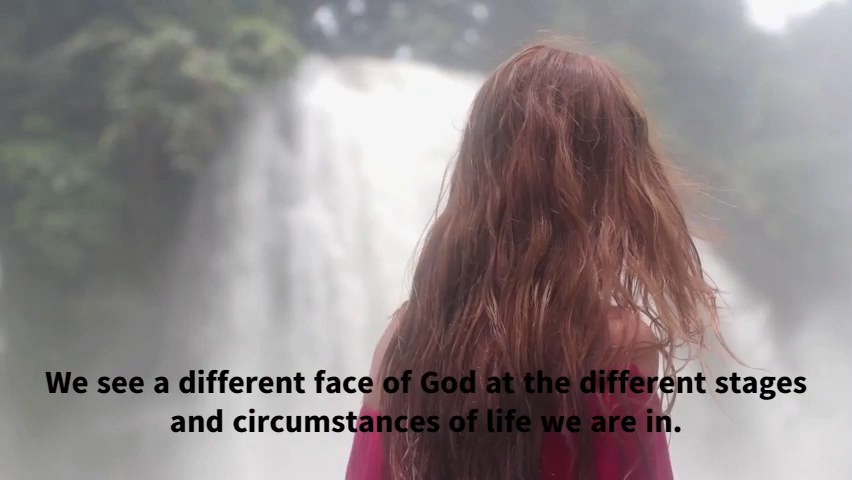 We see a different face of God at the different stages
and circumstances of life we are in.